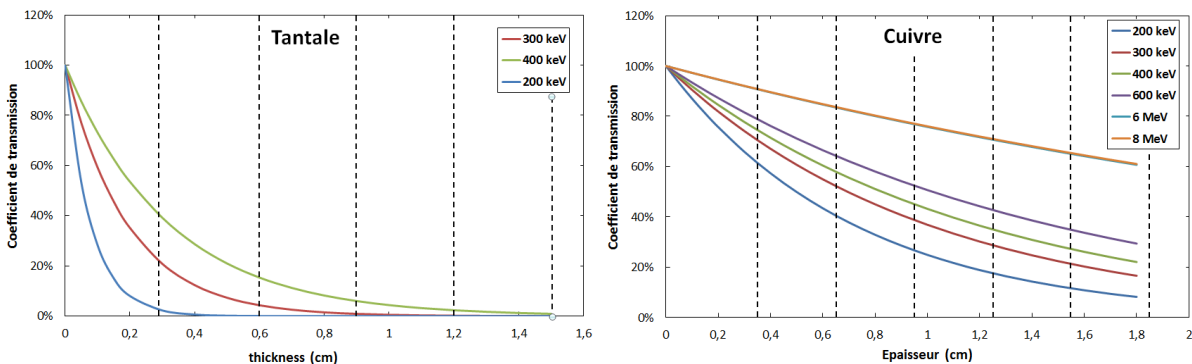 Tantale
Coefficient de transmission
120%
100%
80%
60%
40%
20%
0%
0
0,2
0,4
0,6
0,8
1
1,2
1,4
1,6
thickness (cm)
300 keV
400 keV
200 keV
Cuivre
Coefficient de transmission
120%
100%
80%
60%
40%
20%
0%
0
0,2
0,4
0,6
0,8
1
1,2
1,4
1,6
1,8
2
Epaisseur (cm)
200 keV
300 keV
400 keV
600 keV
6 MeV
8 MeV